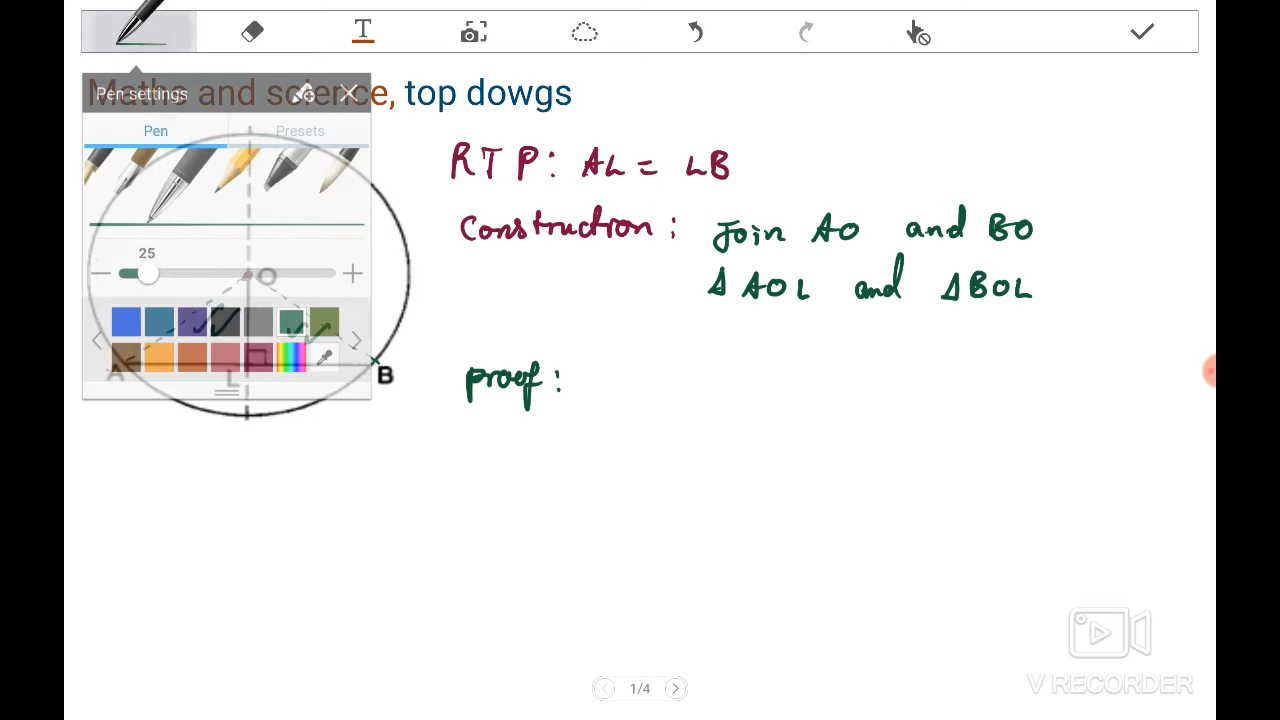 T
Maths and science, top dowgs
Pen settings
Pen
Presets
RTP: AL = LB
25
Construction: Join AO and BO
ΔAOL and ΔBOL
O
A
L
B
Proof:
1/4
V RECORDER